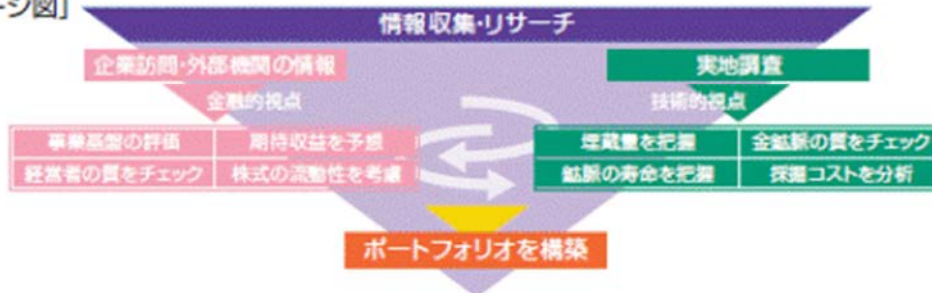 ージ図]
情報収集・リサーチ
企業訪問・外部機関の情報
実地調査
金融的視点
技術的視点
事業基盤の評価
期待収益を予想
経営者の質をチェック
株式の流動性を考慮
埋蔵量を把握
金鉱脈の質をチェック
鉱脈の寿命を把握
採掘コストを分析
ポートフォリオを構築